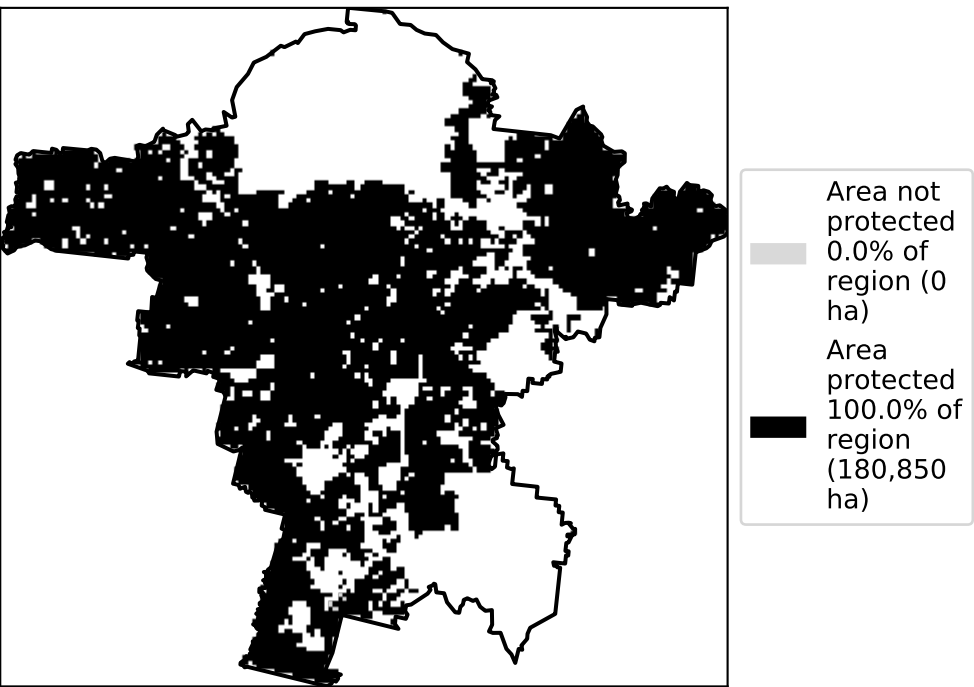 Area not
protected
0.0% of
region (0
ha)
Area
protected
100.0% of
region
(180,850
ha)